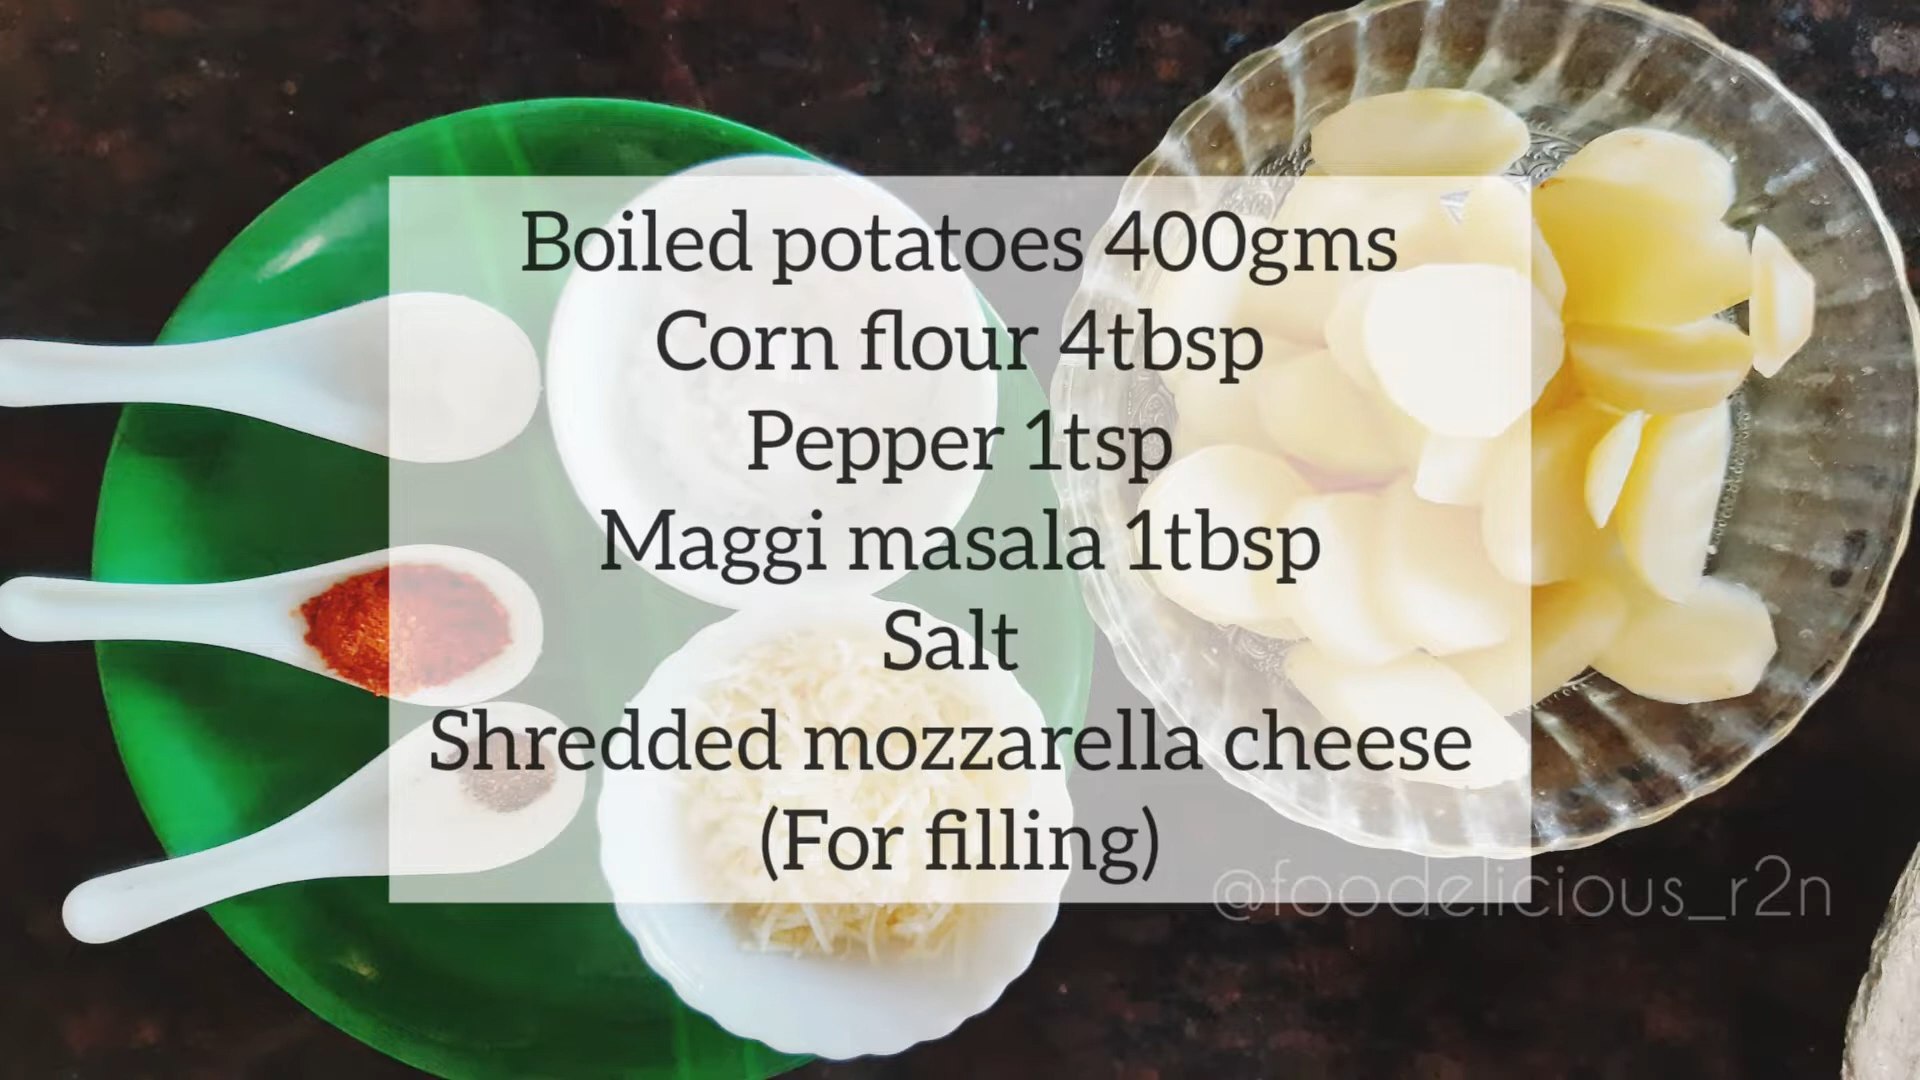 Boiled potatoes 400gms
Corn flour 4tbsp
Pepper 1tsp
Maggi masala 1tbsp
Salt
Shredded mozzarella cheese
(For filling)
@foodelicious_r2n